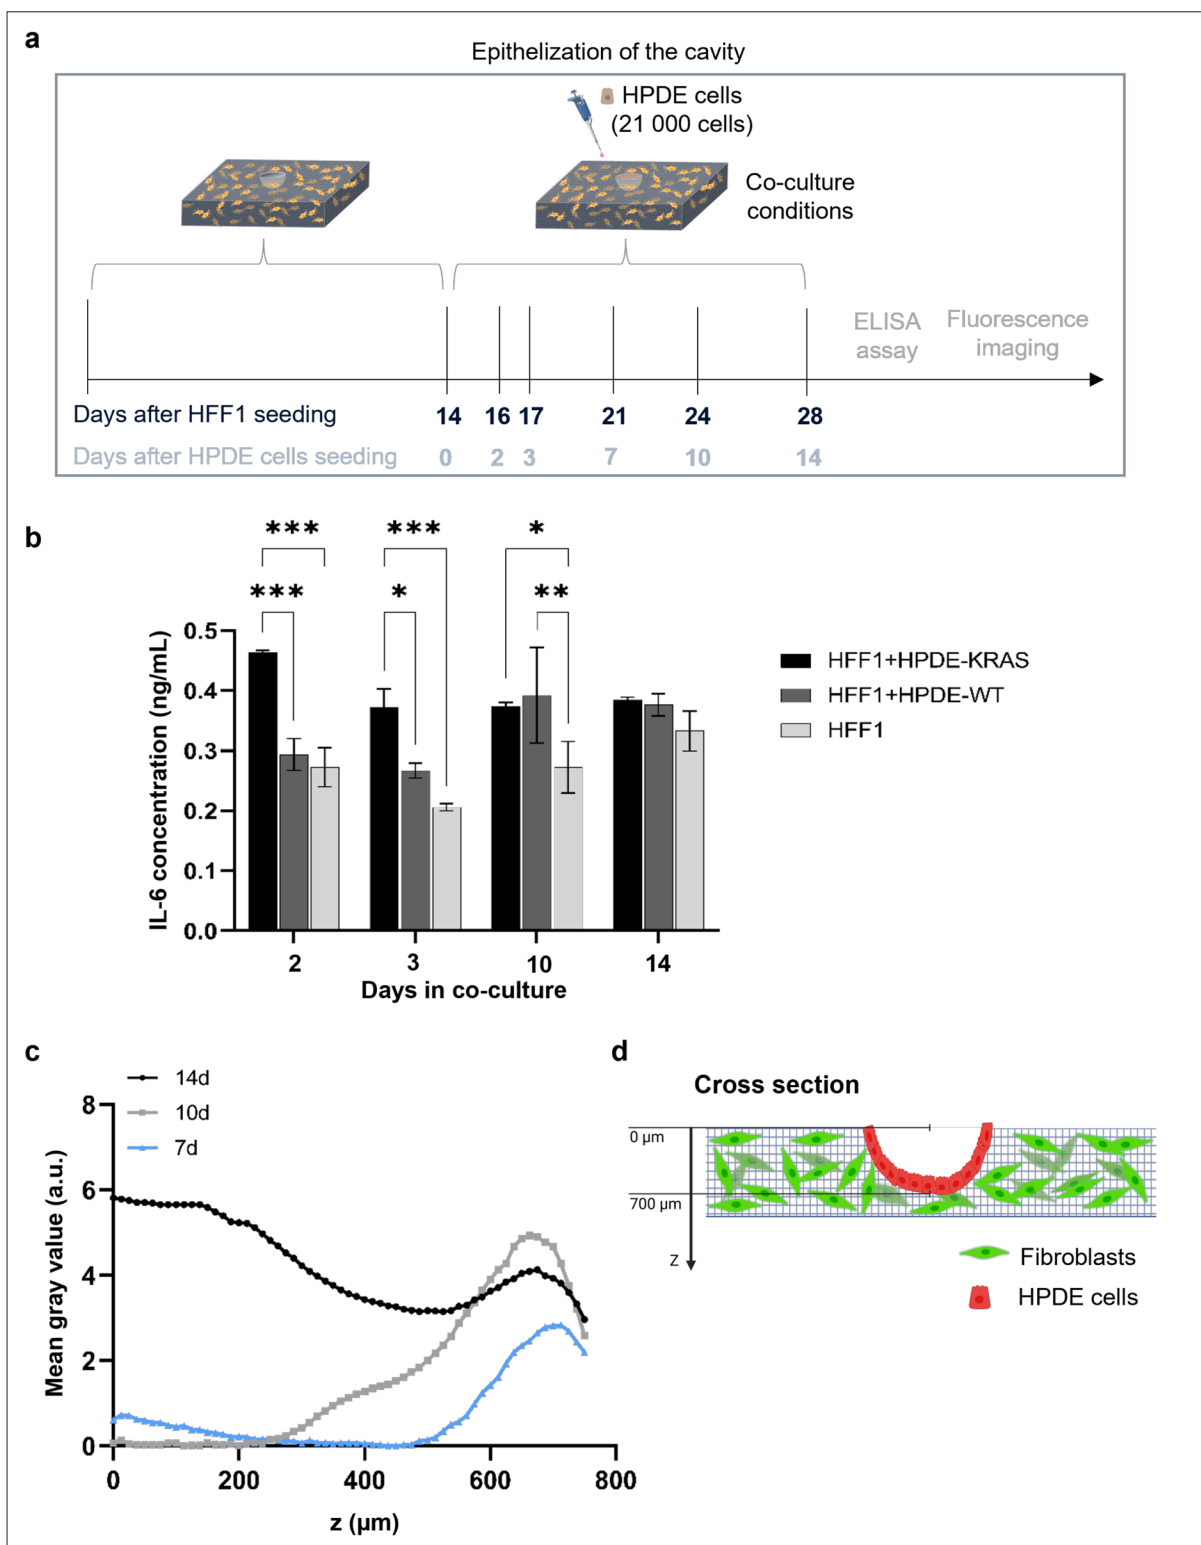 a
Epithelization of the cavity
HPDE cells
(21 000 cells)
Co-culture
conditions
ELISA
assay
Fluorescence
imaging
Days after HFF1 seeding 14 16 17 21 24 28
Days after HPDE cells seeding 0 2 3 7 10 14
b
*** *** *
*** * **
IL-6 concentration (ng/mL)
0.5
0.4
0.3
0.2
0.1
0.0
2 3 10 14
Days in co-culture
HFF1+HPDE-KRAS
HFF1+HPDE-WT
HFF1
c
14d
10d
7d
Mean gray value (a.u.)
8
6
4
2
0
0 200 400 600 800
z (µm)
d
Cross section
0 µm
700 µm
z
Fibroblasts
HPDE cells